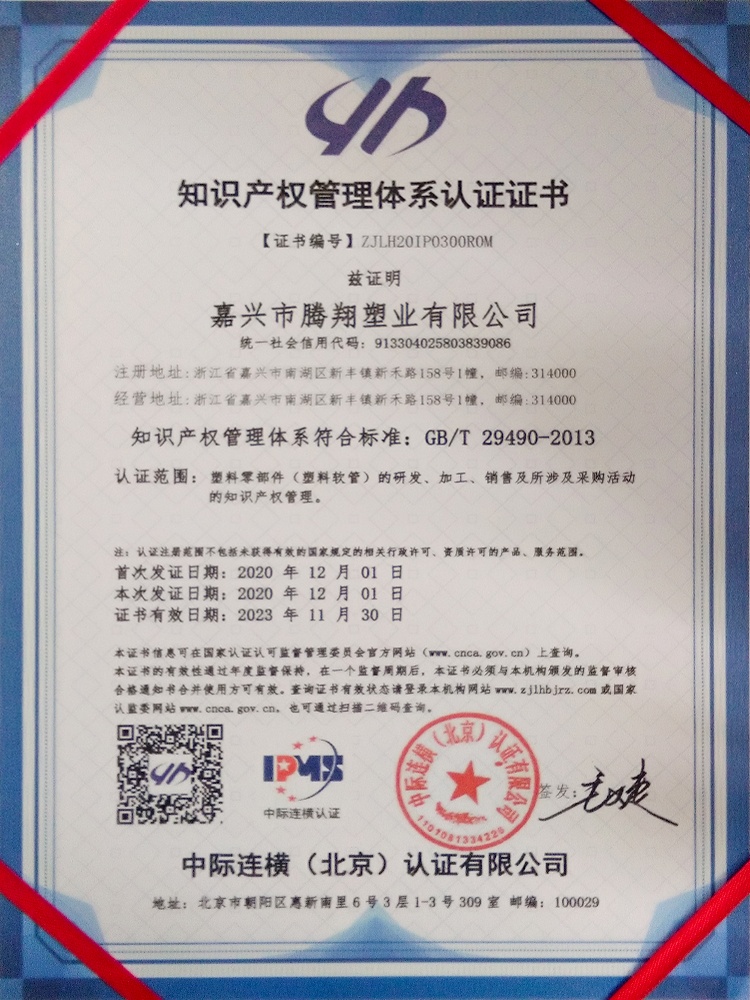 知识产权管理体系认证证书
【证书编号】ZJLH20IP0300R0M
兹证明
嘉兴市腾翔塑业有限公司
统一社会信用代码：913304025803839086
注册地址:浙江省嘉兴市南湖区新丰镇新禾路158号1幢，邮编:314000
经营地址:浙江省嘉兴市南湖区新丰镇新禾路158号1幢，邮编:314000
知识产权管理体系符合标准：GB/T 29490-2013
认证范围：塑料零部件（塑料软管）的研发、加工、销售及所涉及采购活动
的知识产权管理。
注：认证注册范围不包括未获得有效的国家规定的相关行政许可、资质许可的产品、服务范围。
首次发证日期：2020 年 12 月 01 日
本次发证日期：2020 年 12 月 01 日
证书有效日期：2023 年 11 月 30 日
本证书信息可在国家认证认可监督管理委员会官方网站（www.cnca.gov.cn）上查询。
本证书的有效性通过年度监督保持，在一个监督周期后，本证书必须与本机构颁发的监督审核
合格通知书合并使用方可有效。查询证书有效状态请登录本机构网站 www.zjlhbjrz.com 或国家
认监委网站 www.cnca.gov.cn。也可通过扫描二维码查询。
IPMS
中际连横认证
中际连横（北京）认证有限公司
1101081334220
签发：
中际连横（北京）认证有限公司
地址：北京市朝阳区惠新南里 6 号 3 层 1-3 号 309 室 邮编：100029